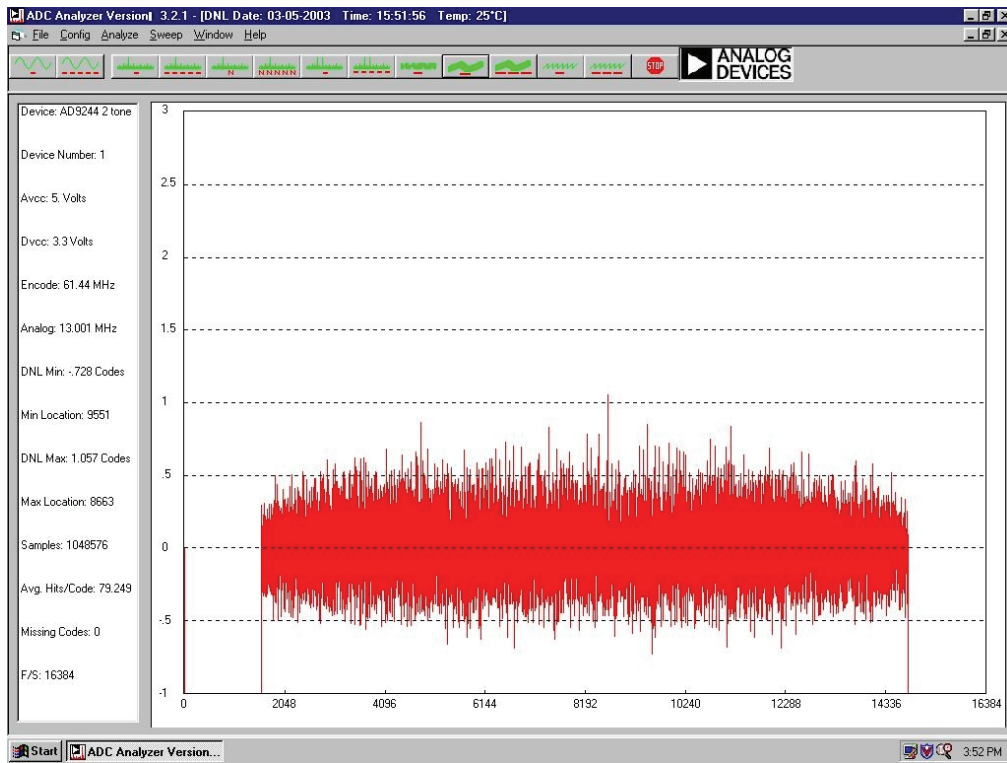 ADC Analyzer Version 3.2.1 - [DNL Date: 03-05-2003 Time: 15:51:56 Temp: 25°C]
File Config Analyze Sweep Window Help
N
NNNNN
STOP
ANALOG
DEVICES
Device: AD9244 2 tone
Device Number: 1
Avcc: 5. Volts
Dvcc: 3.3 Volts
Encode: 61.44 MHz
Analog: 13.001 MHz
DNL Min: -.728 Codes
Min Location: 9551
DNL Max: 1.057 Codes
Max Location: 8663
Samples: 1048576
Avg. Hits/Code: 79.249
Missing Codes: 0
F/S: 16384
3
2.5
2
1.5
1
.5
0
-.5
-1
0 2048 4096 6144 8192 10240 12288 14336 16384
Start ADC Analyzer Version... 3:52 PM